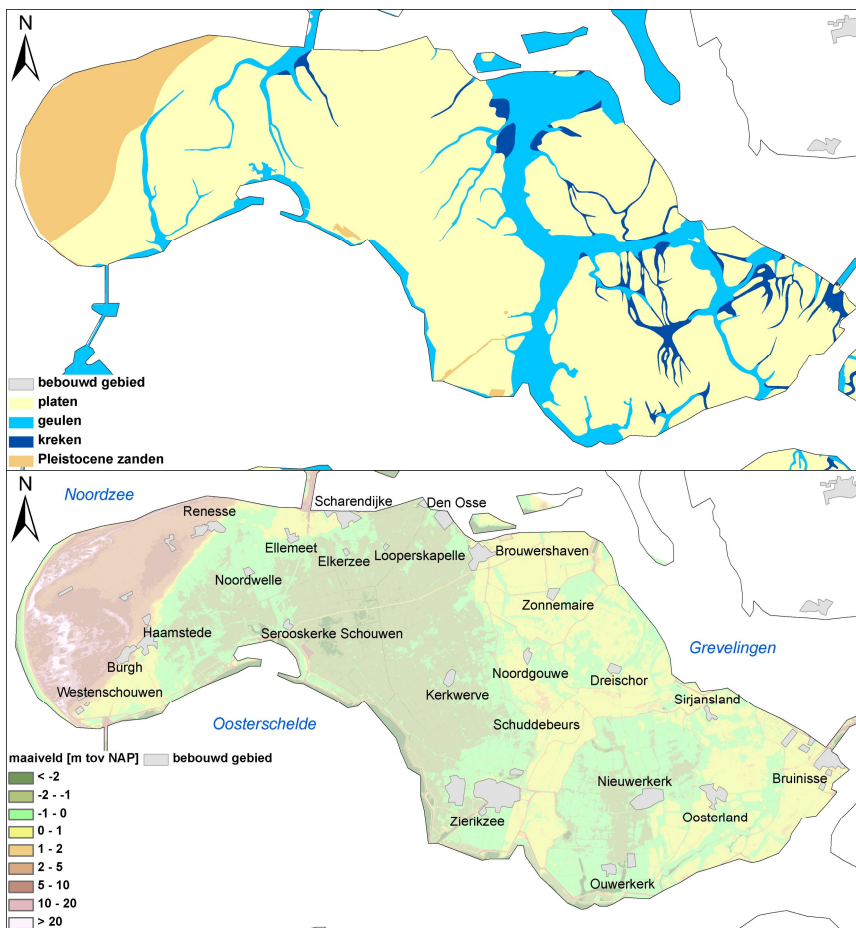 N
bebouwd gebied
platen
geulen
kreken
Pleistocene zanden
N
Noordzee
Scharendijke
Den Osse
Renesse
Ellemeet
Elkerzee
Looperskapelle
Brouwershaven
Noordwelle
Zonnemaire
Haamstede
Serooskerke Schouwen
Grevelingen
Burgh
Noordgouwe
Dreischor
Westenschouwen
Kerkwerve
Sirjansland
Oosterschelde
Schuddebeurs
maaiveld [m tov NAP]
bebouwd gebied
< -2
-2 - -1
-1 - 0
0 - 1
1 - 2
2 - 5
5 - 10
10 - 20
> 20
Nieuwerkerk
Bruinisse
Zierikzee
Oosterland
Ouwerkerk